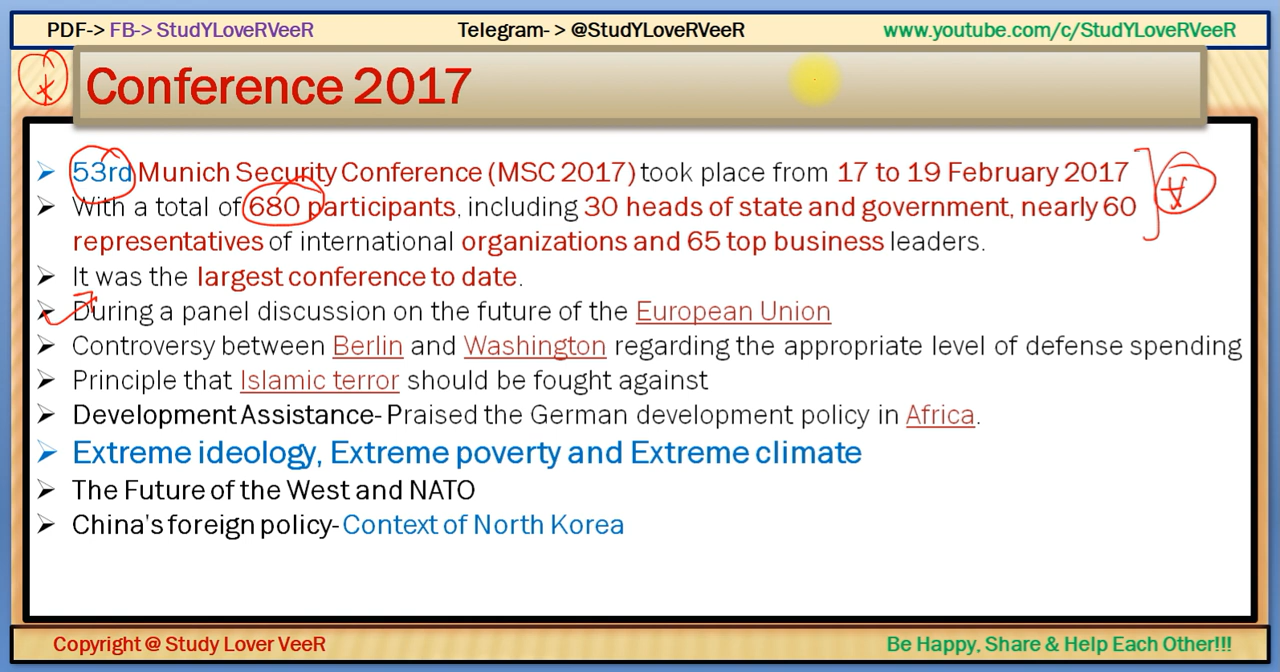 PDF-> FB-> StudYLoveRVeeR Telegram- > @StudYLoveRVeeR www.youtube.com/c/StudYLoveRVeeR
Conference 2017
➢ 53rd Munich Security Conference (MSC 2017) took place from 17 to 19 February 2017
➢ With a total of 680 participants, including 30 heads of state and government, nearly 60
representatives of international organizations and 65 top business leaders.
➢ It was the largest conference to date.
➢ During a panel discussion on the future of the European Union
➢ Controversy between Berlin and Washington regarding the appropriate level of defense spending
➢ Principle that Islamic terror should be fought against
➢ Development Assistance- Praised the German development policy in Africa.
➢ Extreme ideology, Extreme poverty and Extreme climate
➢ The Future of the West and NATO
➢ China's foreign policy- Context of North Korea
Copyright @ Study Lover VeeR Be Happy, Share & Help Each Other!!!